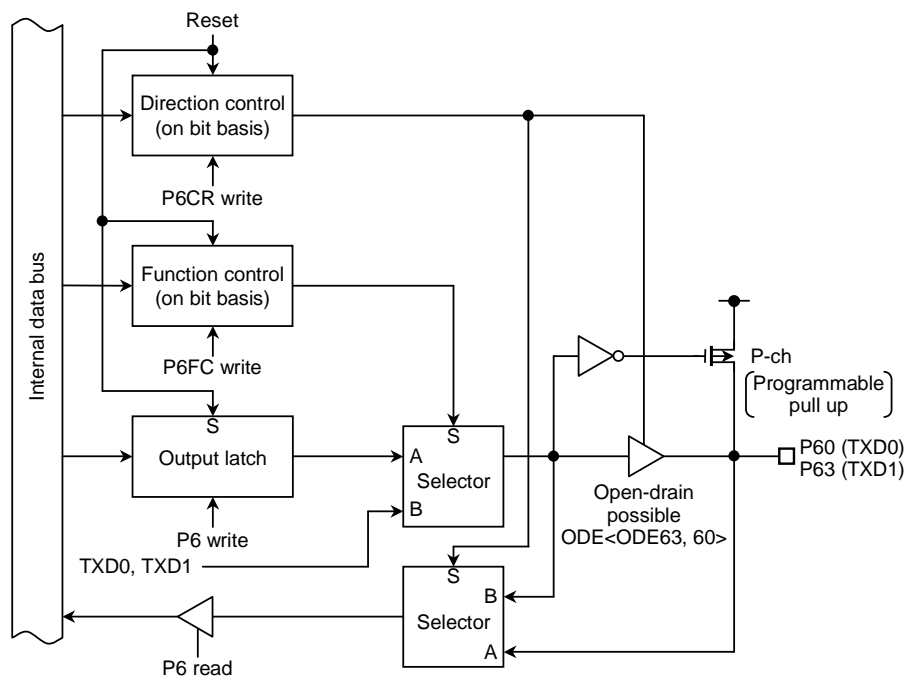 Reset
Direction control
(on bit basis)
P6CR write
Internal data bus
Function control
(on bit basis)
P6FC write
P-ch
Programmable
pull up
S
Output latch
P6 write
S
A
B
Selector
P60 (TXD0)
P63 (TXD1)
Open-drain
possible
ODE<ODE63, 60>
TXD0, TXD1
S
B
Selector
A
P6 read